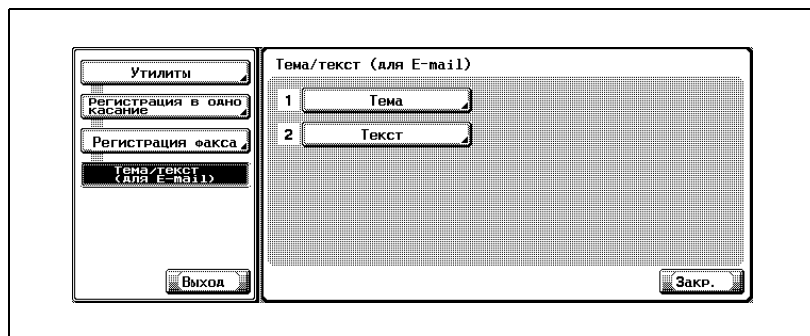 Утилиты
Регистрация в одно
касание
Регистрация факса
Тема/текст
(для E-mail)
Выход
Тема/текст (для E-mail)
1 Тема
2 Текст
Закр.